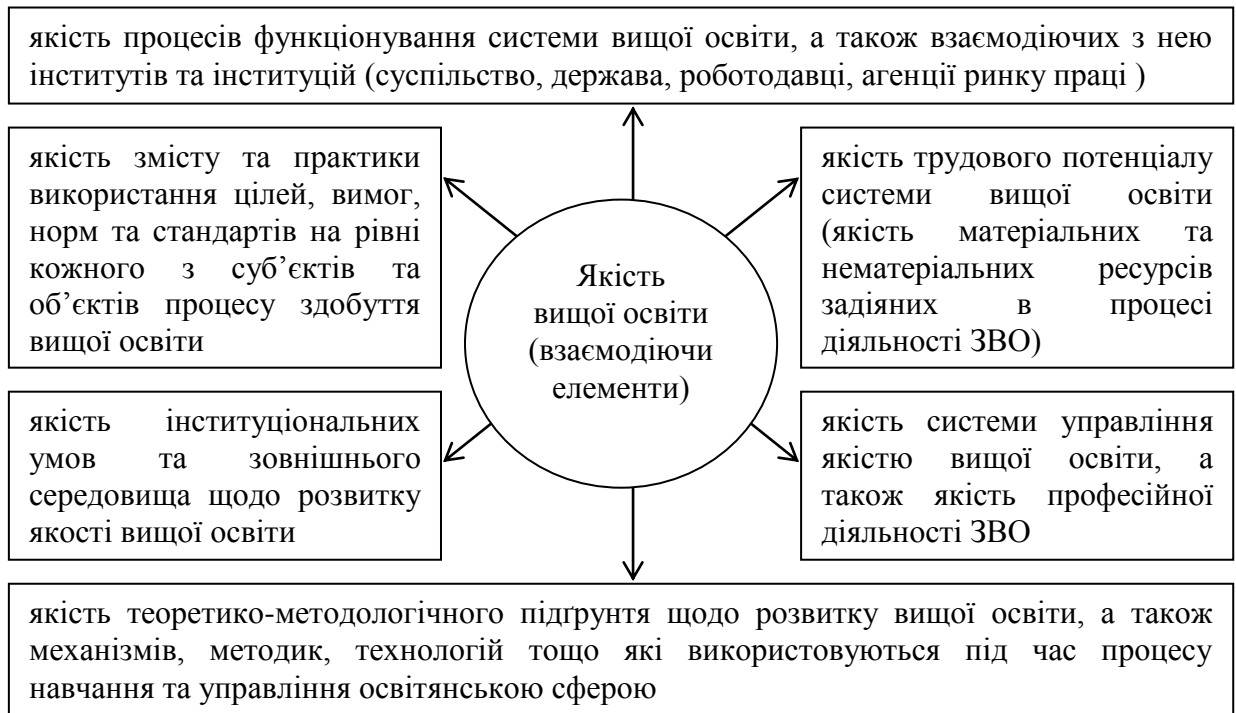 якість процесів функціонування системи вищої освіти, а також взаємодіючих з нею
інститутів та інституцій (суспільство, держава, роботодавці, агенції ринку праці )
якість змісту та практики
використання цілей, вимог,
норм та стандартів на рівні
кожного з суб’єктів та
об’єктів процесу здобуття
вищої освіти
якість трудового потенціалу
системи вищої освіти
(якість матеріальних та
нематеріальних ресурсів
задіяних в процесі
діяльності ЗВО)
Якість
вищої освіти
(взаємодіючи
елементи)
якість інституціональних
умов та зовнішнього
середовища щодо розвитку
якості вищої освіти
якість системи управління
якістю вищої освіти, а
також якість професійної
діяльності ЗВО
якість теоретико-методологічного підґрунтя щодо розвитку вищої освіти, а також
механізмів, методик, технологій тощо які використовуються під час процесу
навчання та управління освітянською сферою